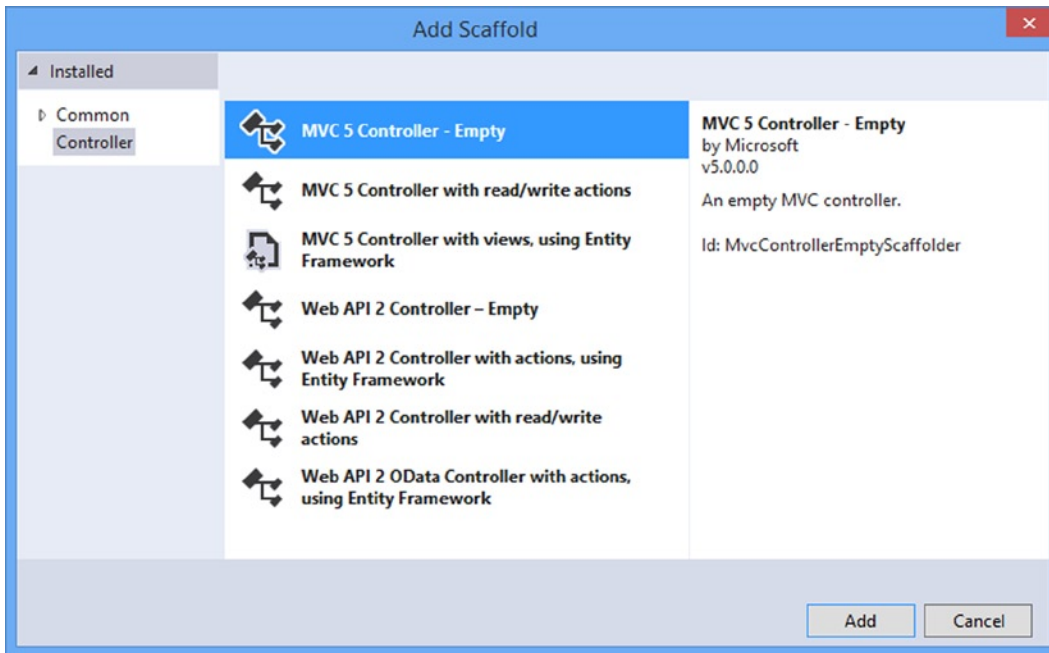 Add Scaffold
Installed
Common
Controller
MVC 5 Controller - Empty
MVC 5 Controller with read/write actions
MVC 5 Controller with views, using Entity
Framework
Web API 2 Controller – Empty
Web API 2 Controller with actions, using
Entity Framework
Web API 2 Controller with read/write
actions
Web API 2 OData Controller with actions,
using Entity Framework
MVC 5 Controller - Empty
by Microsoft
v5.0.0.0
An empty MVC controller.
Id: MvcControllerEmptyScaffolder
Add
Cancel